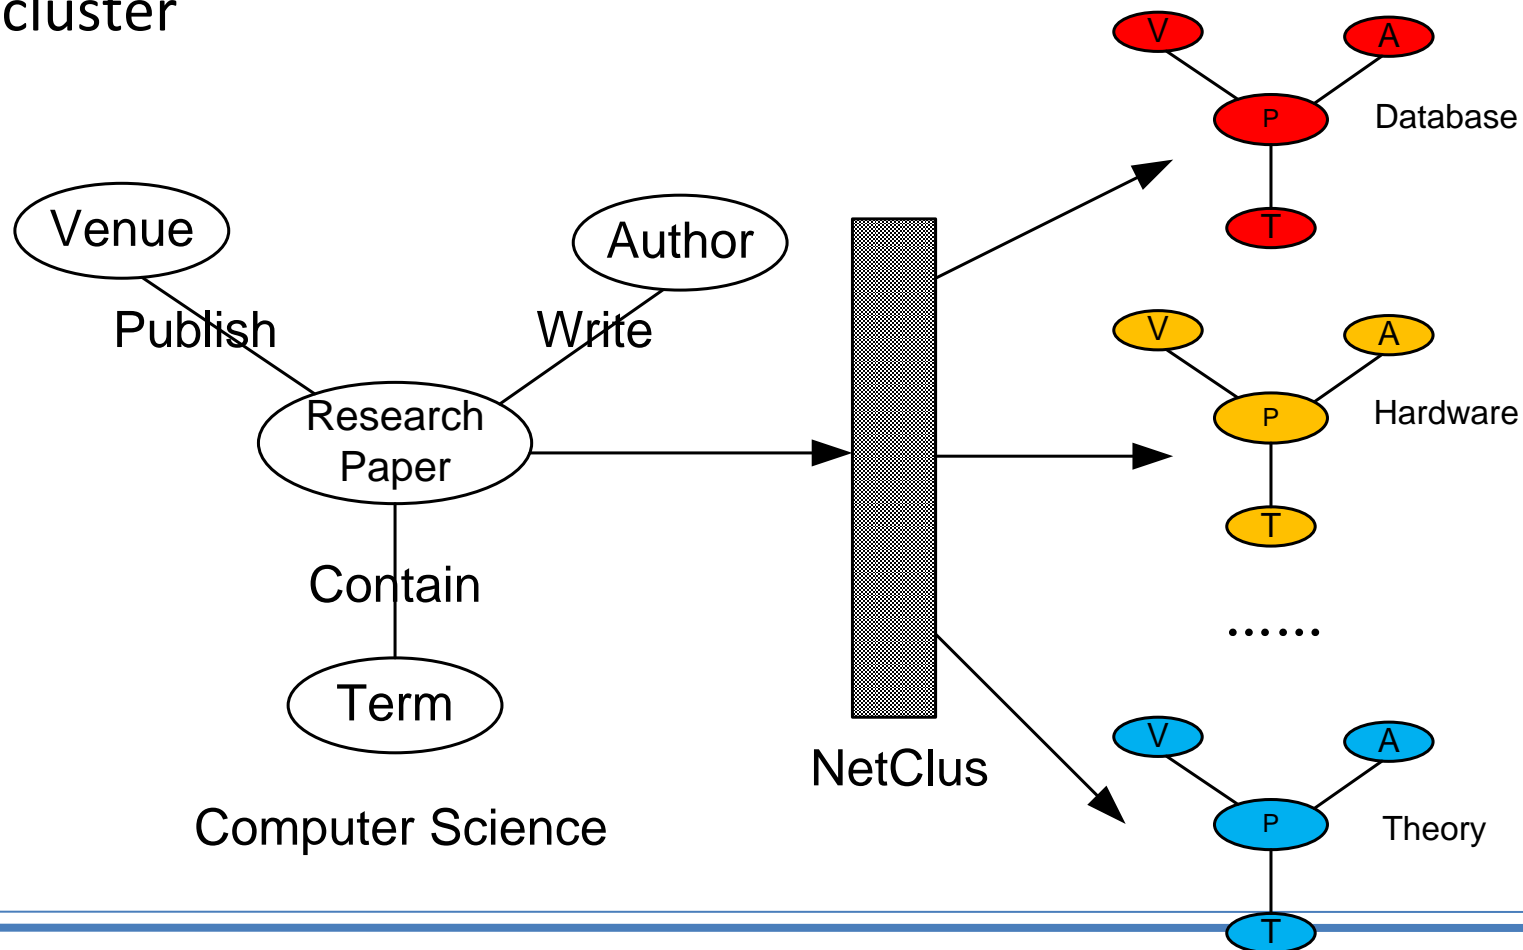 cluster
V
A
P
Database
T
Venue
Author
Publish
Write
Research
Paper
V
A
P
Hardware
T
Contain
......
Term
NetClus
Computer Science
V
A
P
Theory
T